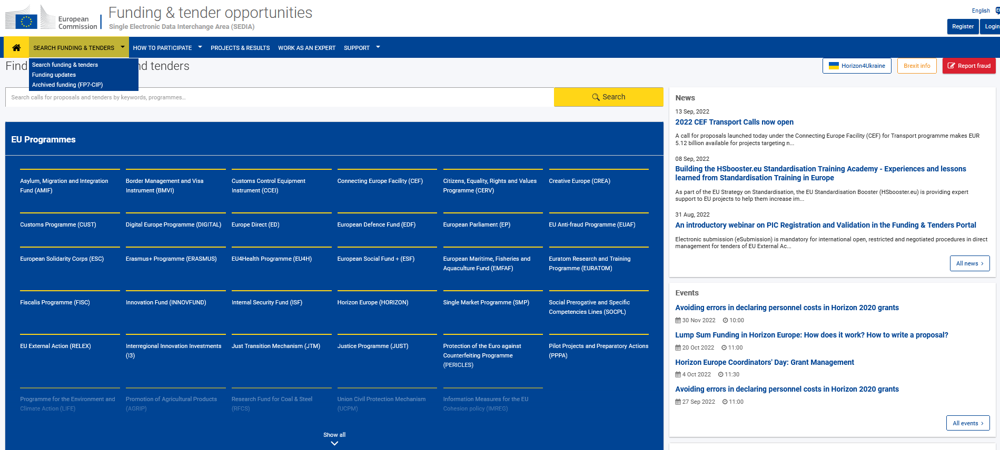 European
Commission
Funding & tender opportunities
Single Electronic Data Interchange Area (SEDIA)
English
Register
Login
SEARCH FUNDING & TENDERS
HOW TO PARTICIPATE
PROJECTS & RESULTS
WORK AS AN EXPERT
SUPPORT
Search funding & tenders
Funding updates
Archived funding (FP7-CIP)
Find
nd tenders
Horizon4Ukraine
Brexit info
Report fraud
Search calls for proposals and tenders by keywords, programmes...
Search
EU Programmes
Asylum, Migration and Integration
Fund (AMIF)
Border Management and Visa
Instrument (BMVI)
Customs Control Equipment
Instrument (CCEI)
Connecting Europe Facility (CEF)
Citizens, Equality, Rights and Values
Programme (CERV)
Creative Europe (CREA)
Customs Programme (CUST)
Digital Europe Programme (DIGITAL)
Europe Direct (ED)
European Defence Fund (EDF)
European Parliament (EP)
EU Anti-fraud Programme (EUAF)
European Solidarity Corps (ESC)
Erasmus+ Programme (ERASMUS)
EU4Health Programme (EU4H)
European Social Fund + (ESF)
European Maritime, Fisheries and
Aquaculture Fund (EMFAF)
Euratom Research and Training
Programme (EURATOM)
Fiscalis Programme (FISC)
Innovation Fund (INNOVFUND)
Internal Security Fund (ISF)
Horizon Europe (HORIZON)
Single Market Programme (SMP)
Social Prerogative and Specific
Competencies Lines (SOCPL)
EU External Action (RELEX)
Interregional Innovation Investments
(I3)
Just Transition Mechanism (JTM)
Justice Programme (JUST)
Protection of the Euro against
Counterfeiting Programme
(PERICLES)
Pilot Projects and Preparatory Actions
(PPPA)
Programme for the Environment and
Climate Action (LIFE)
Promotion of Agricultural Products
(AGRIP)
Research Fund for Coal & Steel
(RFCS)
Union Civil Protection Mechanism
(UCPM)
Information Measures for the EU
Cohesion policy (IMREG)
Show all
News
13 Sep, 2022
2022 CEF Transport Calls now open
A call for proposals launched today under the Connecting Europe Facility (CEF) for Transport programme makes EUR
5.12 billion available for projects targeting n...
08 Sep, 2022
Building the HSbooster.eu Standardisation Training Academy - Experiences and lessons
learned from Standardisation Training in Europe
As part of the EU Strategy on Standardisation, the EU Standardisation Booster (HSbooster.eu) is providing expert
support to EU projects to help them increase im...
31 Aug, 2022
An introductory webinar on PIC Registration and Validation in the Funding & Tenders Portal
Electronic submission (eSubmission) is mandatory for international open, restricted and negotiated procedures in direct
management for tenders of EU External Ac...
All news
Events
Avoiding errors in declaring personnel costs in Horizon 2020 grants
30 Nov 2022 10:00
Lump Sum Funding in Horizon Europe: How does it work? How to write a proposal?
20 Oct 2022 11:00
Horizon Europe Coordinators' Day: Grant Management
4 Oct 2022 11:30
Avoiding errors in declaring personnel costs in Horizon 2020 grants
27 Sep 2022 11:00
All events